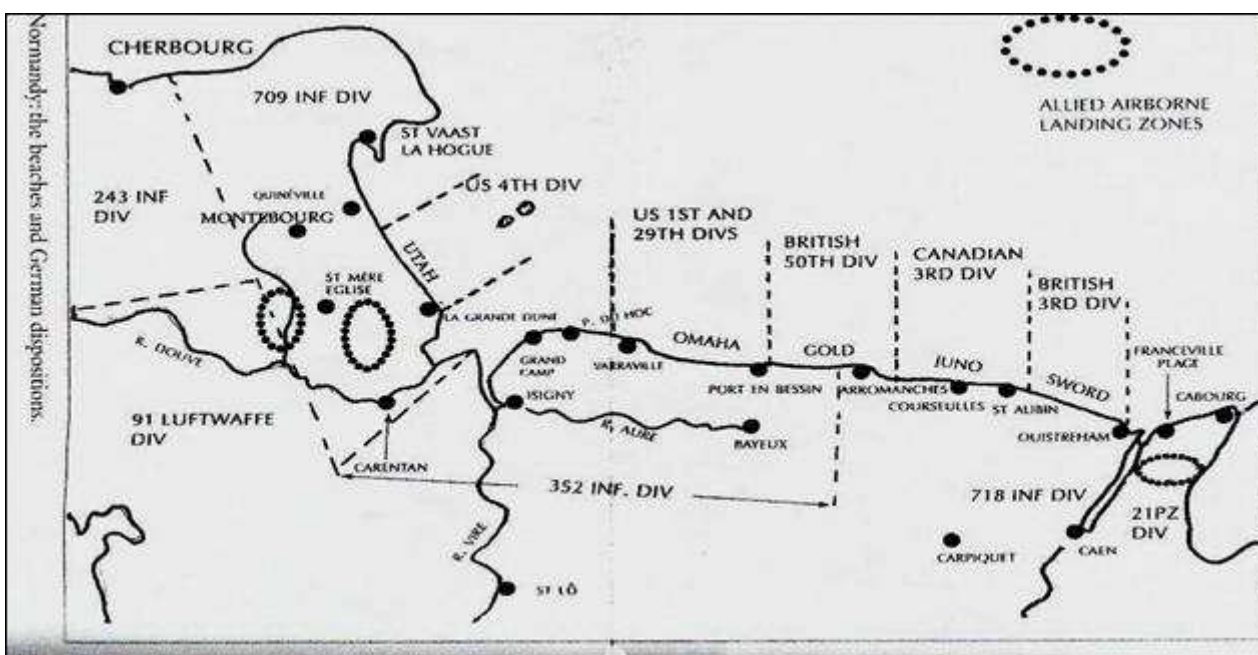 Normandy: the beaches and German dispositions.
CHERBOURG
709 INF DIV
ST VAAST
LA HOGUE
ALLIED AIRBORNE
LANDING ZONES
243 INF
DIV
QUINÉVILLE
MONTEBOURG
US 4TH DIV
UTAH
US 1ST AND
29TH DIVS
BRITISH
50TH DIV
CANADIAN
3RD DIV
BRITISH
3RD DIV
ST MÈRE
EGLISE
LA GRANDE DUNE
P. DU HOC
OMAHA
GOLD
JUNO
SWORD
FRANCEVILLE
PLAGE
CABOURG
R. DOUVE
GRAND
CAMP
VARRAVILLE
PORT EN BESSIN
ARROMANCHES
COURSEULLES
ST AUBIN
OUISTREHAM
ISIGNY
R. AURE
BAYEUX
91 LUFTWAFFE
DIV
CARENTAN
352 INF. DIV
718 INF DIV
21PZ
DIV
R. VIRE
CARPIQUET
CAEN
ST LÔ